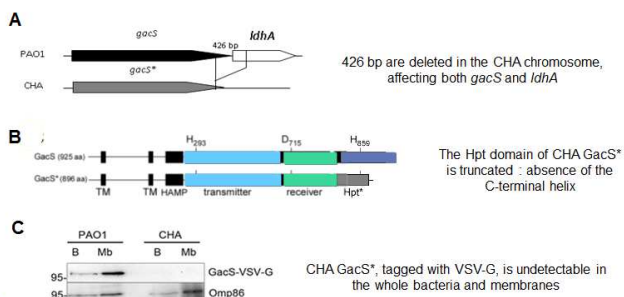 A
gacS
426 bp
ldhA
PAO1
gacS*
CHA
426 bp are deleted in the CHA chromosome,
affecting both gacS and ldhA
B
;
H293
D715
H859
GacS (925 aa)
GacS* (896 aa)
TM
TM
HAMP
transmitter
receiver
Hpt*
The Hpt domain of CHA GacS*
is truncated : absence of the
C-terminal helix
C
PAO1
CHA
B
Mb
B
Mb
95-
GacS-VSV-G
95-
Omp86
CHA GacS*, tagged with VSV-G, is undetectable in
the whole bacteria and membranes